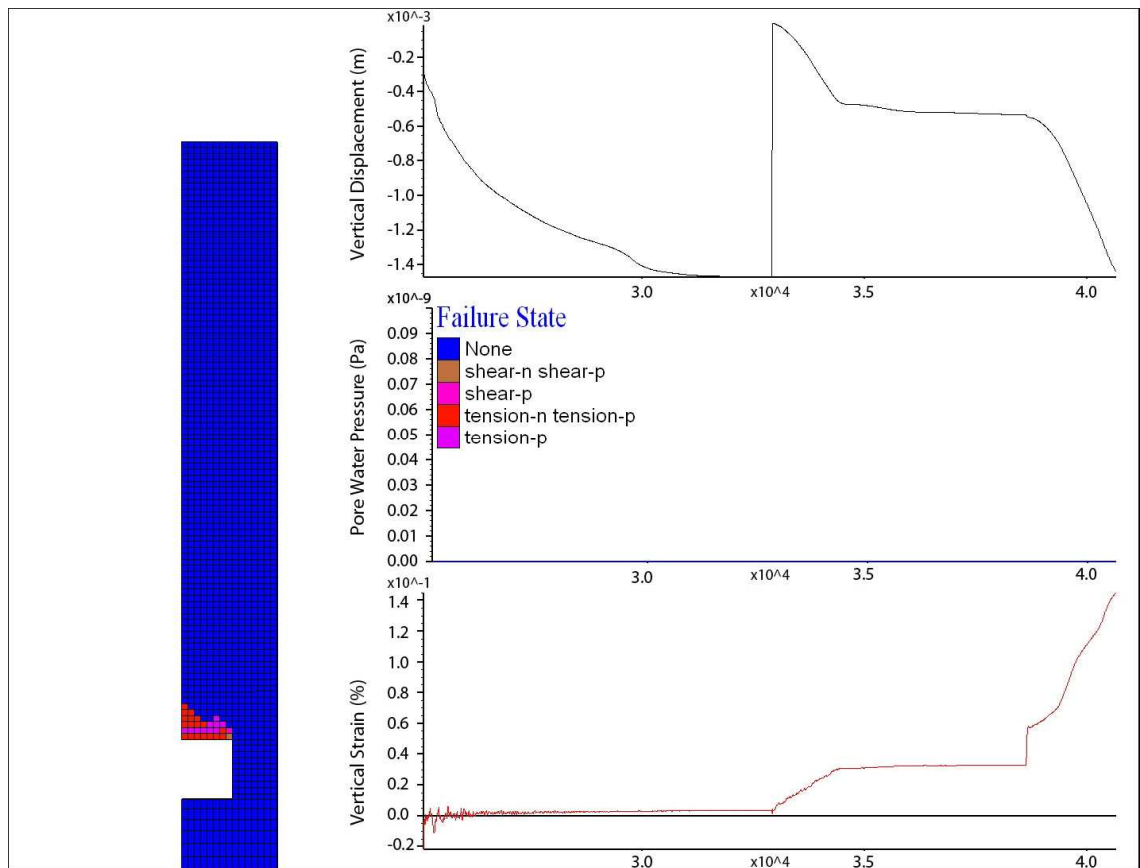 x10^-3
Vertical Displacement (m)
-0.2
-0.4
-0.6
-0.8
-1.0
-1.2
-1.4
3.0
x10^4
3.5
4.0
x10^-9
Pore Water Pressure (Pa)
0.09
0.08
0.07
0.06
0.05
0.04
0.03
0.02
0.01
0.00
Failure State
None
shear-n shear-p
shear-p
tension-n tension-p
tension-p
3.0
x10^4
3.5
4.0
x10^-1
Vertical Strain (%)
1.4
1.2
1.0
0.8
0.6
0.4
0.2
0.0
-0.2
3.0
x10^4
3.5
4.0